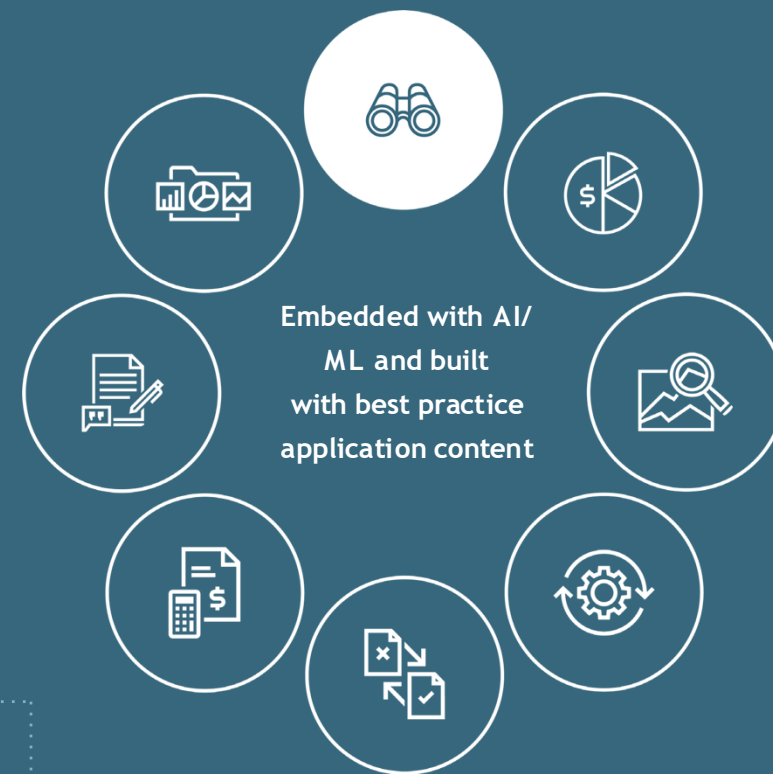 Embedded with AI/
ML and built
with best practice
application content
$
$